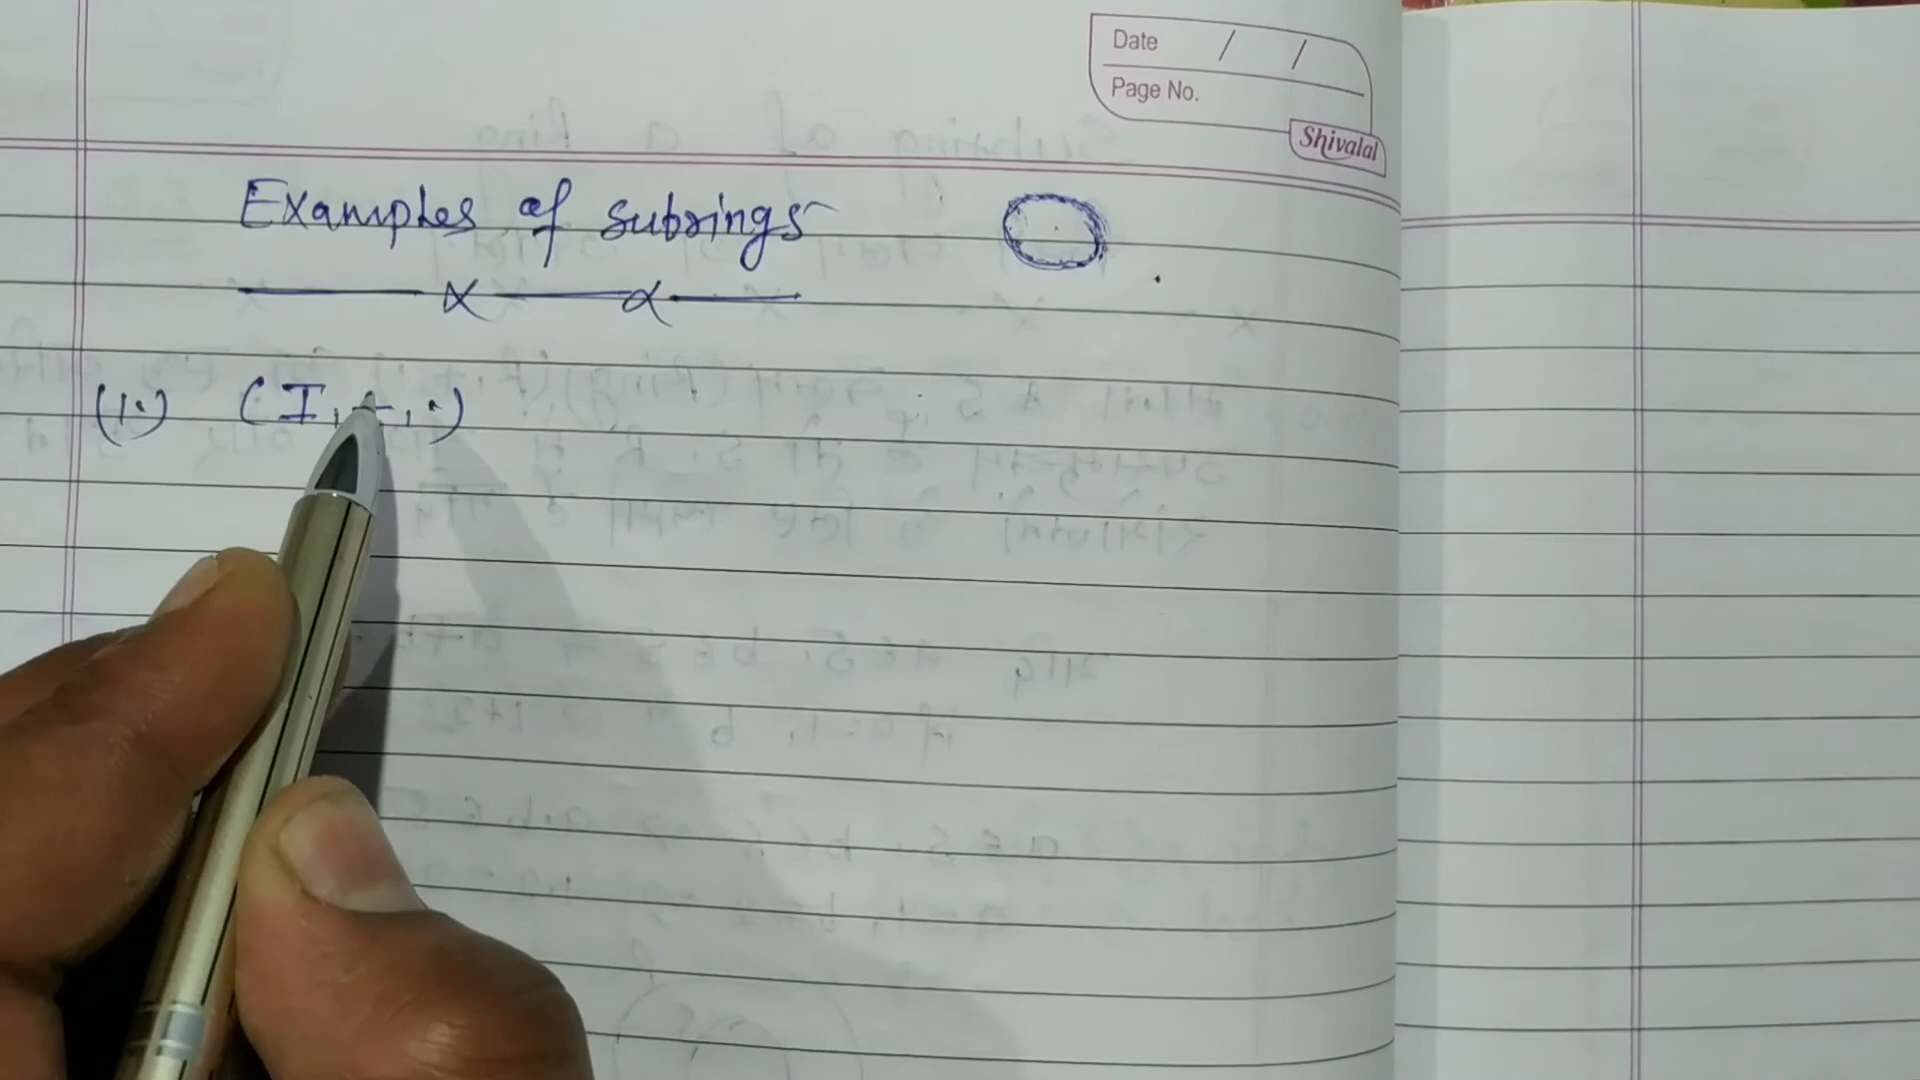 Date / /
Page No.
Shivalal
Examples of subrings
(1.) (I, +, ·)